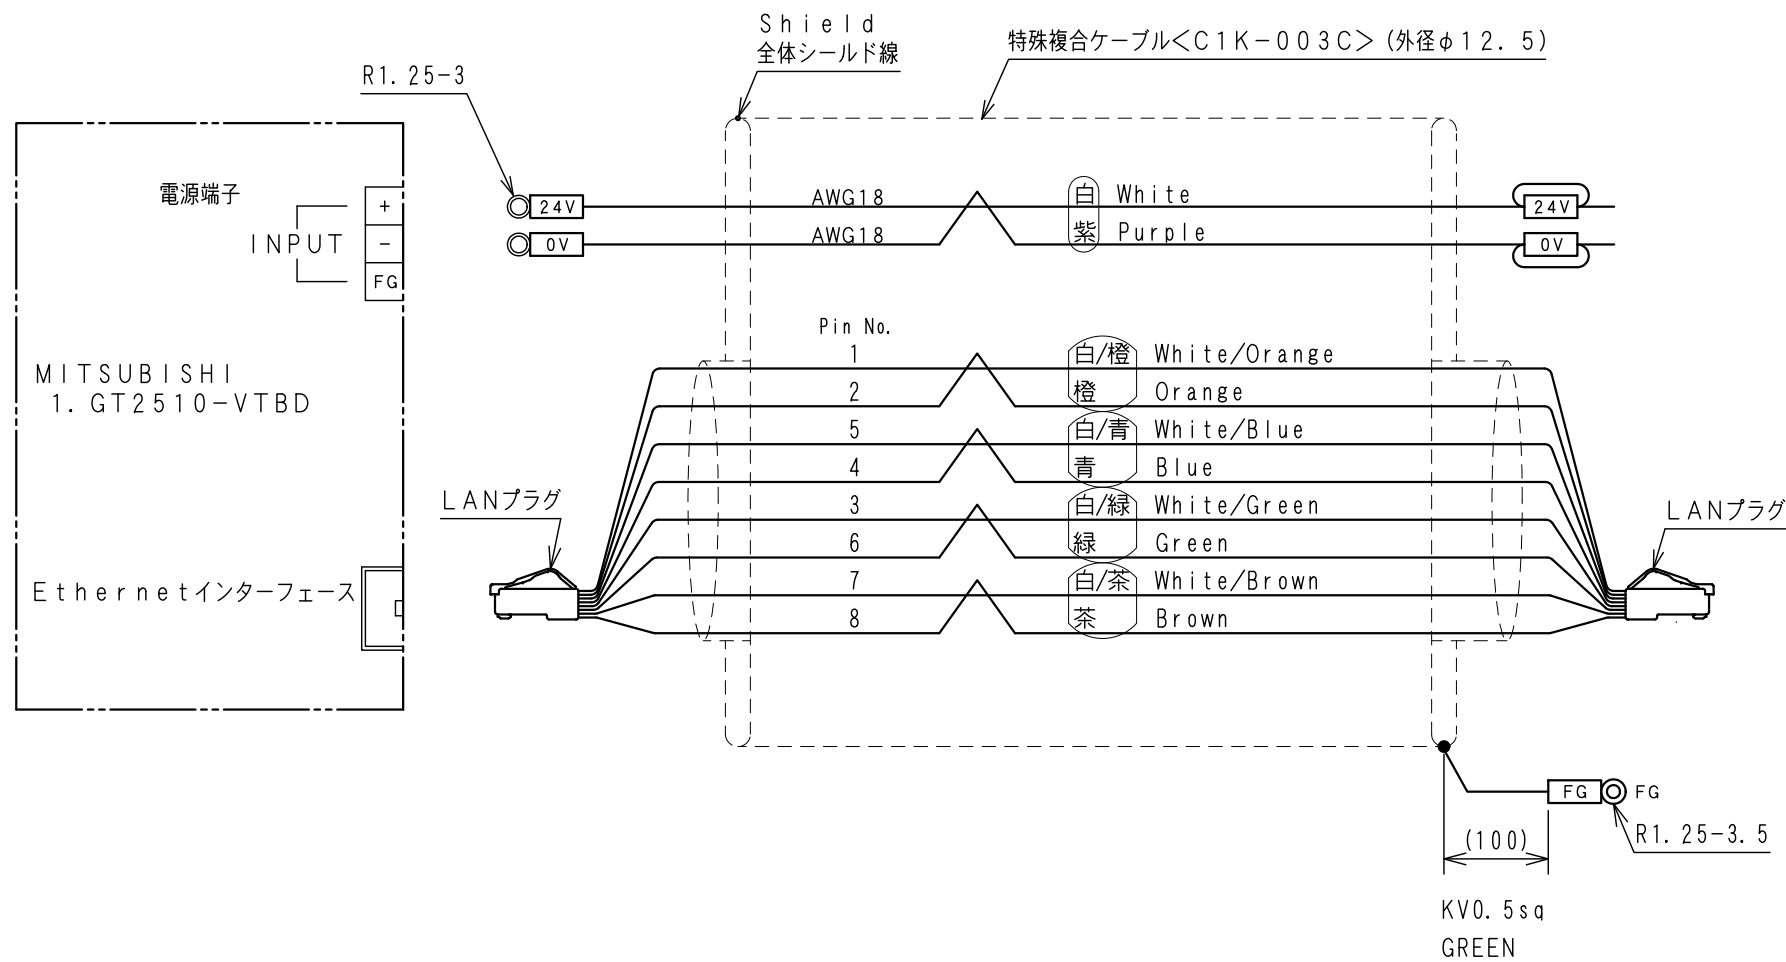 Shield
全体シールド線
特殊複合ケーブル<C1K-003C>(外径φ12.5)
R1.25-3
電源端子
INPUT
+
-
FG
24V
AWG18
白 White
24V
0V
AWG18
紫 Purple
0V
MITSUBISHI
1. GT2510-VTBD
Pin No.
1 白/橙 White/Orange
2 橙 Orange
5 白/青 White/Blue
4 青 Blue
3 白/緑 White/Green
6 緑 Green
7 白/茶 White/Brown
8 茶 Brown
LANプラグ
LANプラグ
Ethernetインターフェース
FG
FG
(100)
R1.25-3.5
KV0.5sq
GREEN